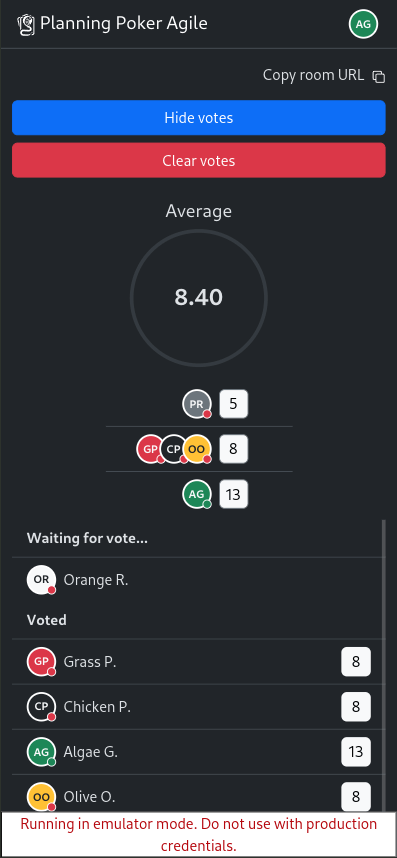 Planning Poker Agile
AG
Copy room URL
Hide votes
Clear votes
Average
8.40
PR 5
GP CP OO 8
AG 13
Waiting for vote...
OR Orange R.
Voted
GP Grass P. 8
CP Chicken P. 8
AG Algae G. 13
OO Olive O. 8
Running in emulator mode. Do not use with production
credentials.